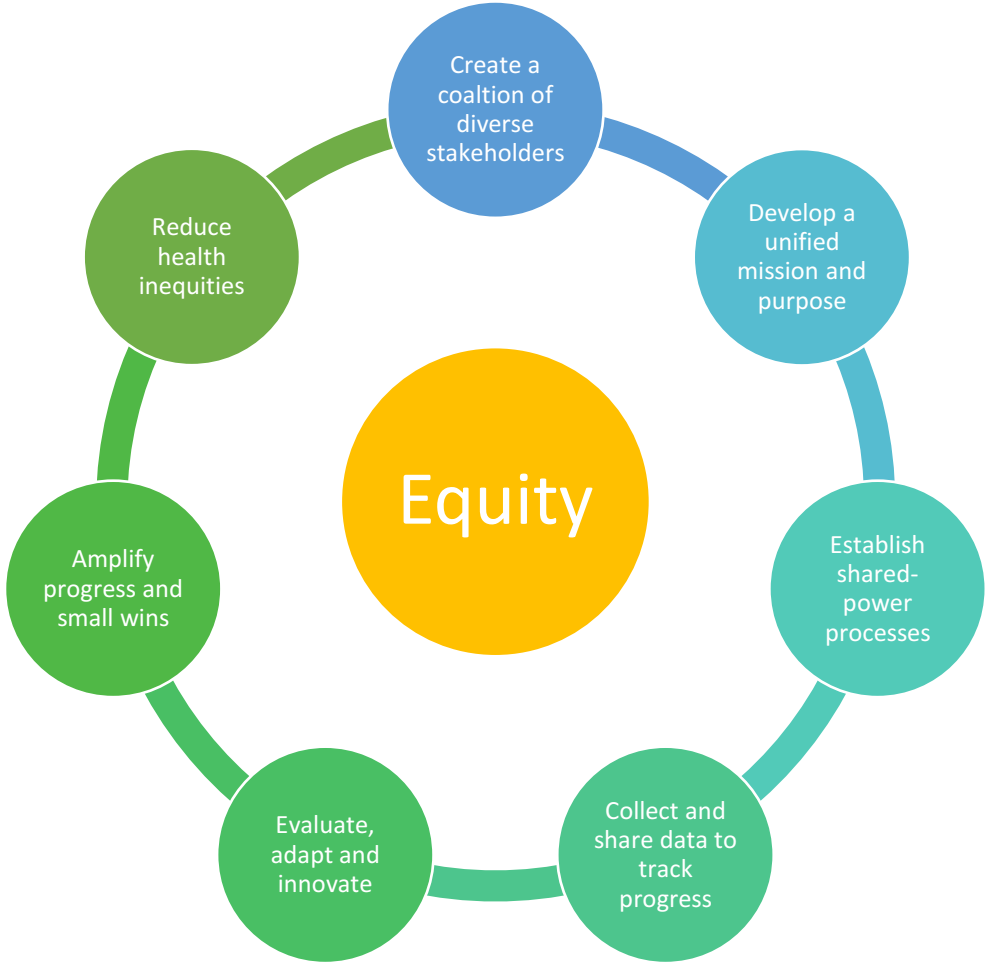 Create a
coaltion of
diverse
stakeholders
Develop a
unified
mission and
purpose
Establish
shared-
power
processes
Collect and
share data to
track
progress
Evaluate,
adapt and
innovate
Amplify
progress and
small wins
Reduce
health
inequities
Equity